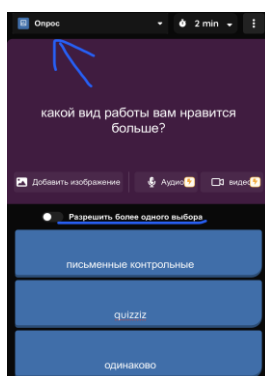 Опрос 2 min
какой вид работы вам нравится
больше?
Добавить изображение Аудио видео
Разрешить более одного выбора
письменные контрольные
quizziz
одинаково